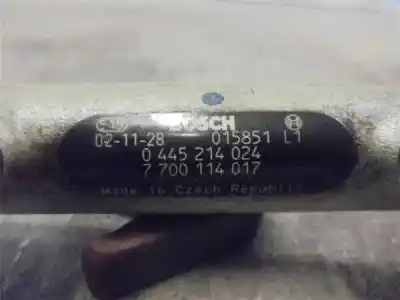 BOSCH
02-11-28 015851 L1
0 445 214 024
7 700 114 017
Made in Czech Republic